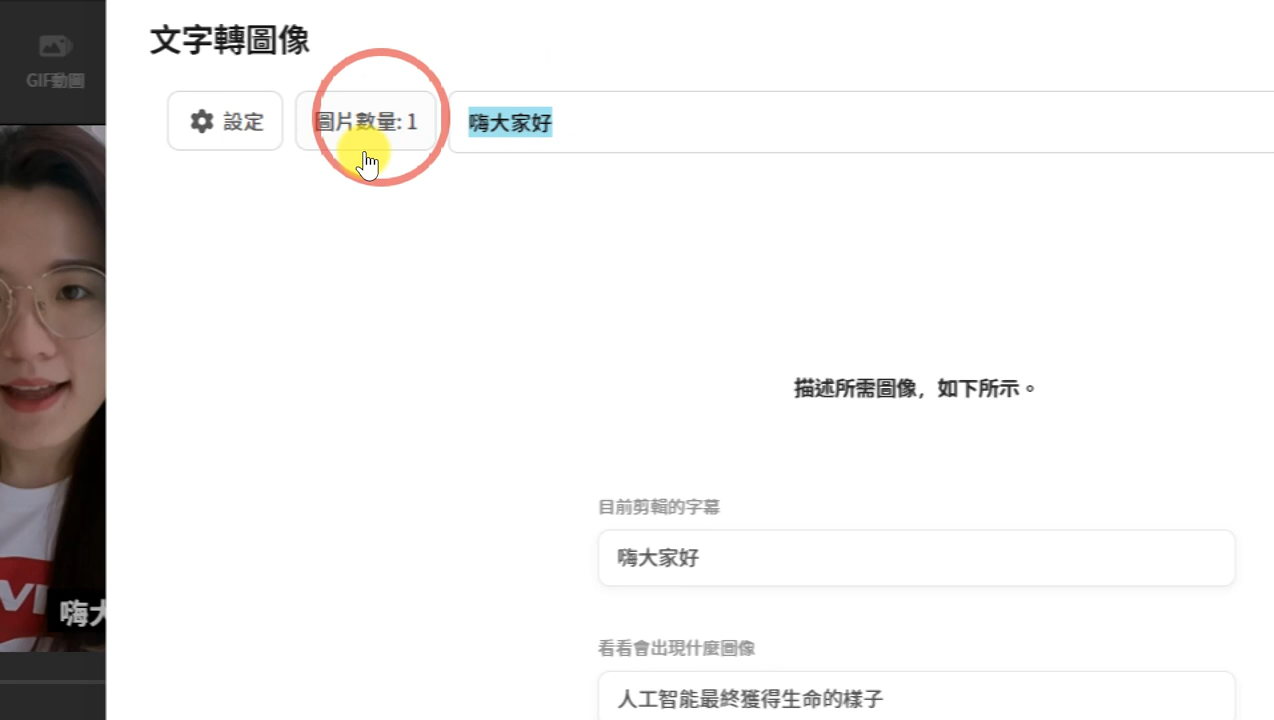 文字轉圖像
GIF動圖
設定
圖片數量: 1
嗨大家好
描述所需圖像，如下所示。
目前剪輯的字幕
嗨大家好
嗨大
看看會出現什麼圖像
人工智能最終獲得生命的樣子